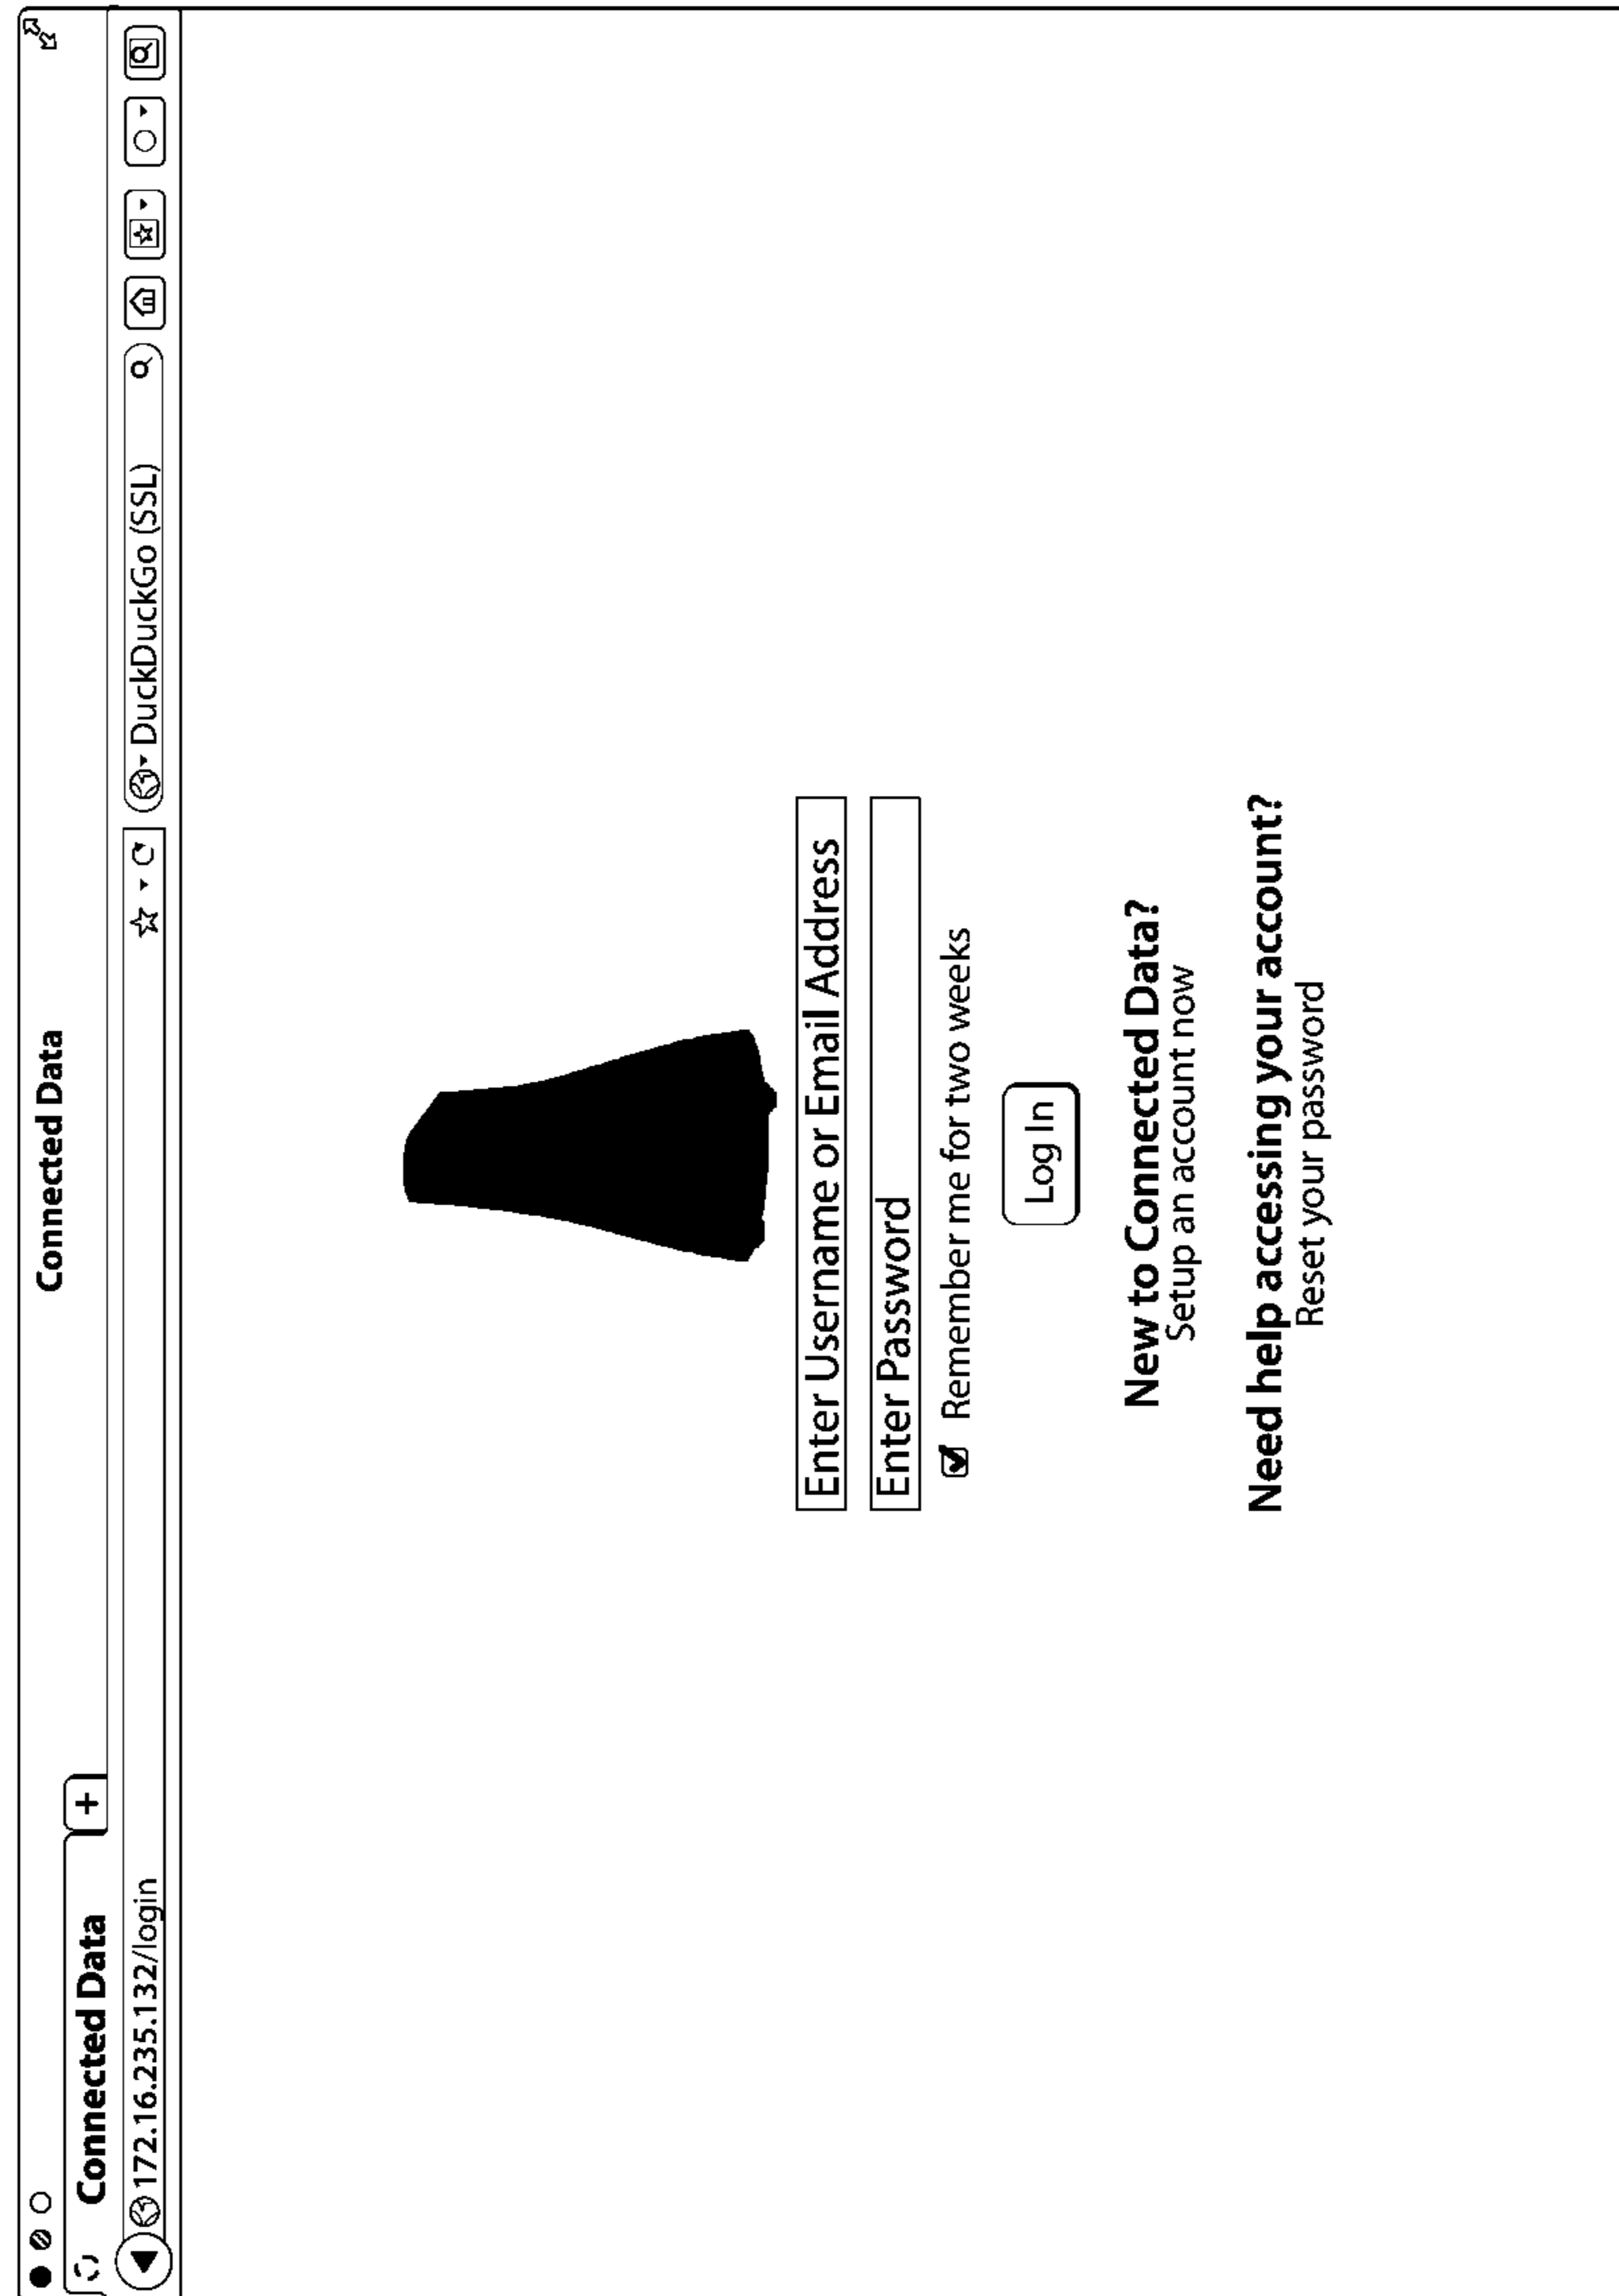 Connected Data
Connected Data +
172.16.235.132/login DuckDuckGo (SSL)
Enter Username or Email Address
Enter Password
Remember me for two weeks
Log In
New to Connected Data?
Setup an account now
Need help accessing your account?
Reset your password